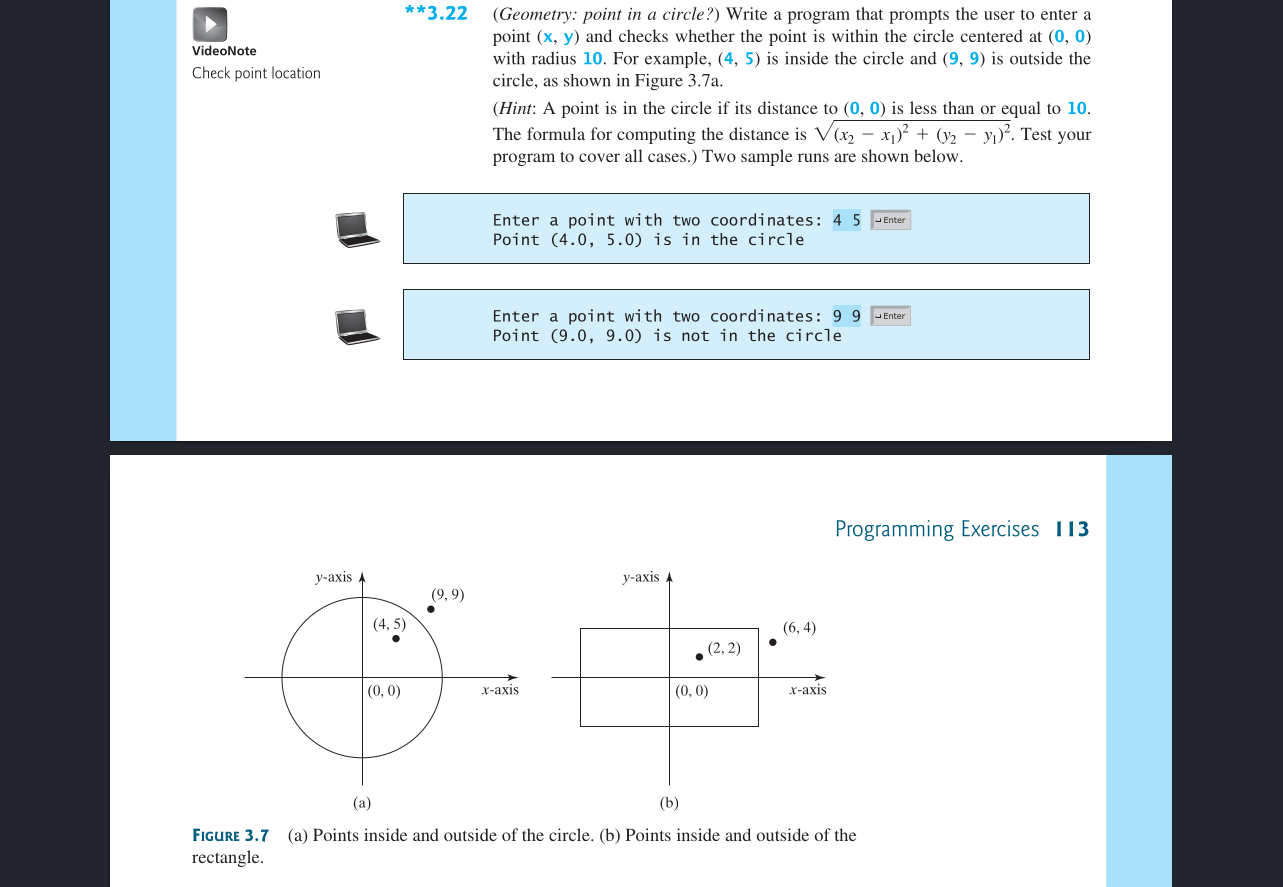 VideoNote
Check point location
**3.22 (Geometry: point in a circle?) Write a program that prompts the user to enter a
point (x, y) and checks whether the point is within the circle centered at (0, 0)
with radius 10. For example, (4, 5) is inside the circle and (9, 9) is outside the
circle, as shown in Figure 3.7a.
(Hint: A point is in the circle if its distance to (0, 0) is less than or equal to 10.
The formula for computing the distance is √(x₂ − x₁)² + (y₂ − y₁)². Test your
program to cover all cases.) Two sample runs are shown below.
Enter a point with two coordinates: 4 5 ↵Enter
Point (4.0, 5.0) is in the circle
Enter a point with two coordinates: 9 9 ↵Enter
Point (9.0, 9.0) is not in the circle
Programming Exercises 113
y-axis
(9, 9)
(4, 5)
(0, 0)
x-axis
(a)
y-axis
(6, 4)
(2, 2)
(0, 0)
x-axis
(b)
FIGURE 3.7 (a) Points inside and outside of the circle. (b) Points inside and outside of the
rectangle.